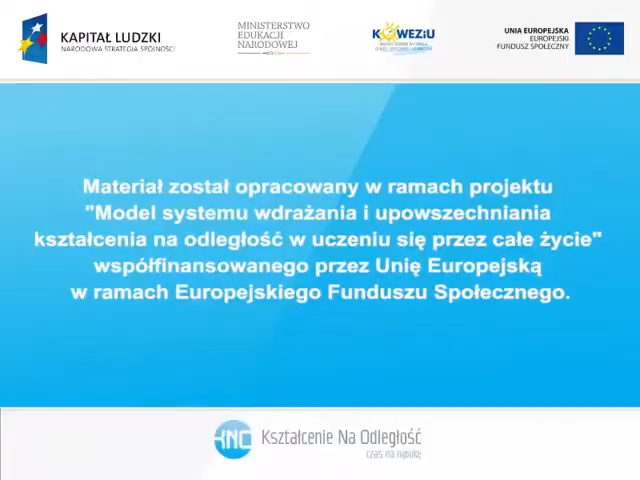 KAPITAŁ LUDZKI
NARODOWA STRATEGIA SPÓJNOŚCI
MINISTERSTWO
EDUKACJI
NARODOWEJ
KOWEZiU
UNIA EUROPEJSKA
EUROPEJSKI
FUNDUSZ SPOŁECZNY
Materiał został opracowany w ramach projektu
"Model systemu wdrażania i upowszechniania
kształcenia na odległość w uczeniu się przez całe życie"
współfinansowanego przez Unię Europejską
w ramach Europejskiego Funduszu Społecznego.
KNO Kształcenie Na Odległość
czas na naukę